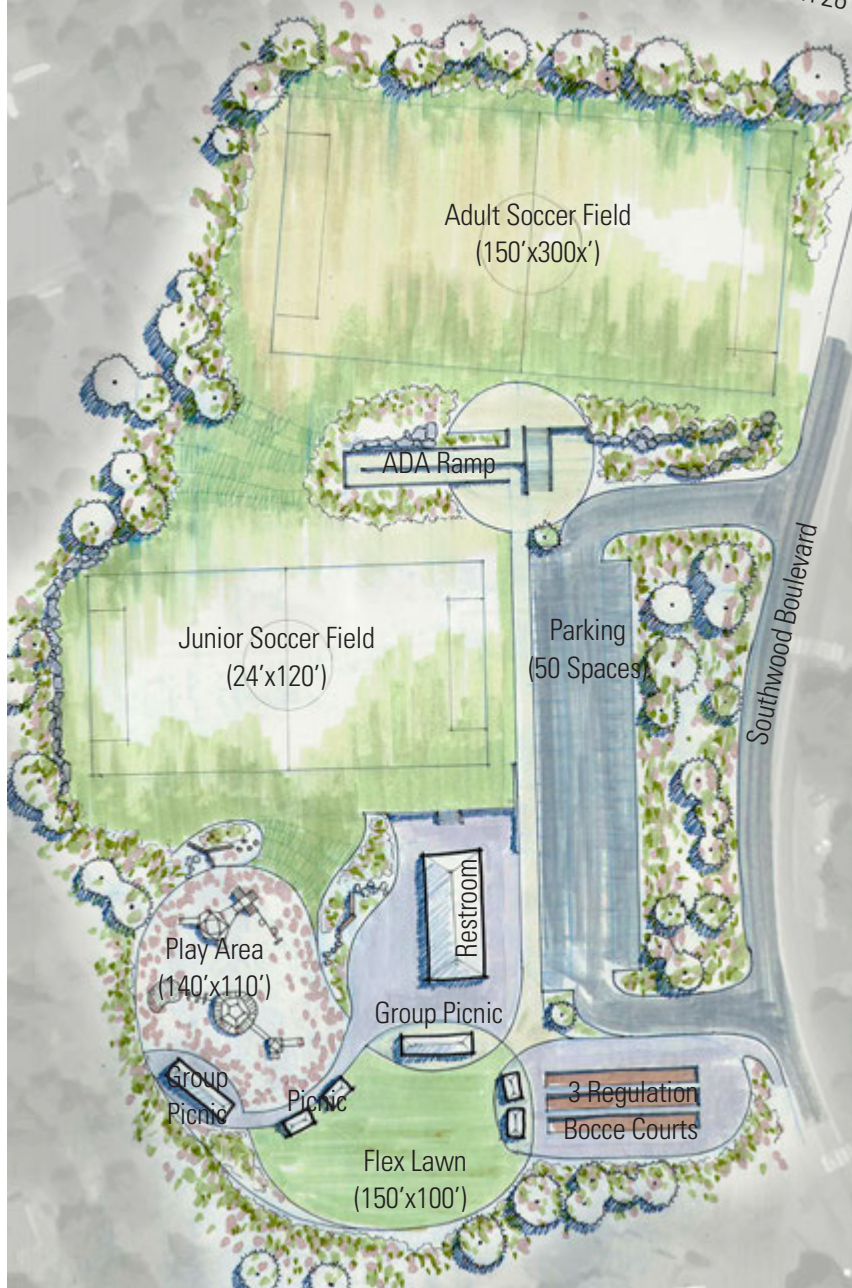 Adult Soccer Field
(150'x300x')
ADA Ramp
Junior Soccer Field
(24'x120')
Parking
(50 Spaces)
Southwood Boulevard
Restroom
Play Area
(140'x110')
Group Picnic
Group
Picnic
Picnic
3 Regulation
Bocce Courts
Flex Lawn
(150'x100')